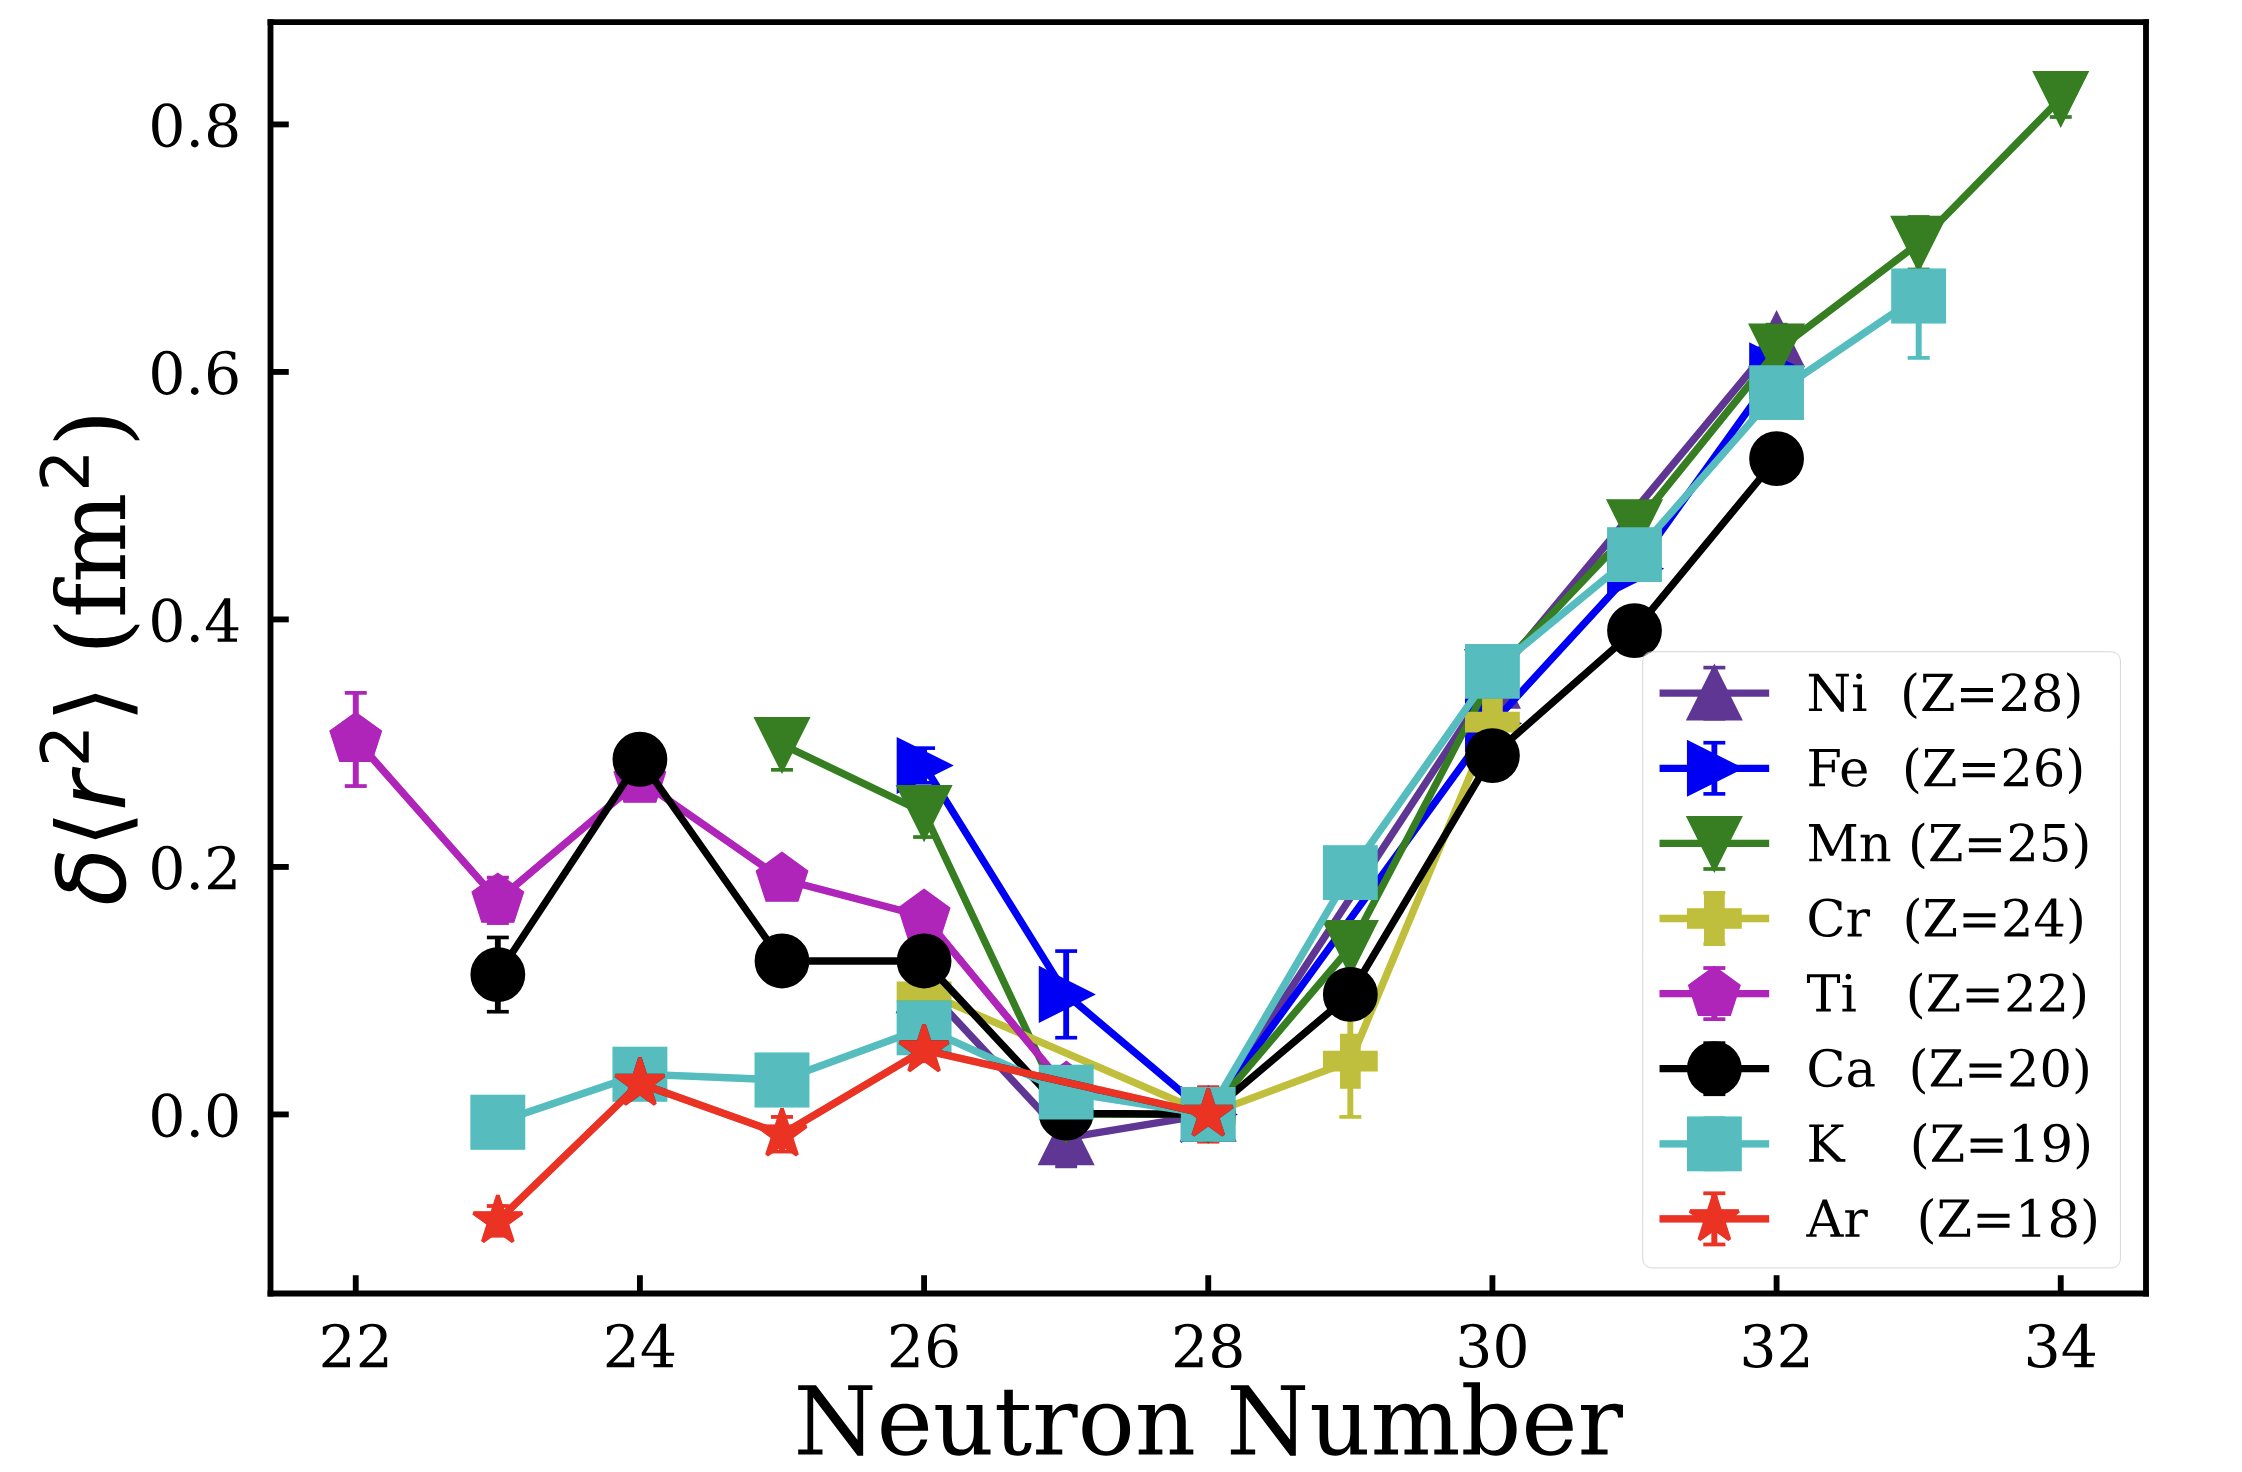 δ⟨r²⟩ (fm²)
0.8
0.6
0.4
0.2
0.0
22 24 26 28 30 32 34
Neutron Number
Ni (Z=28)
Fe (Z=26)
Mn (Z=25)
Cr (Z=24)
Ti (Z=22)
Ca (Z=20)
K (Z=19)
Ar (Z=18)